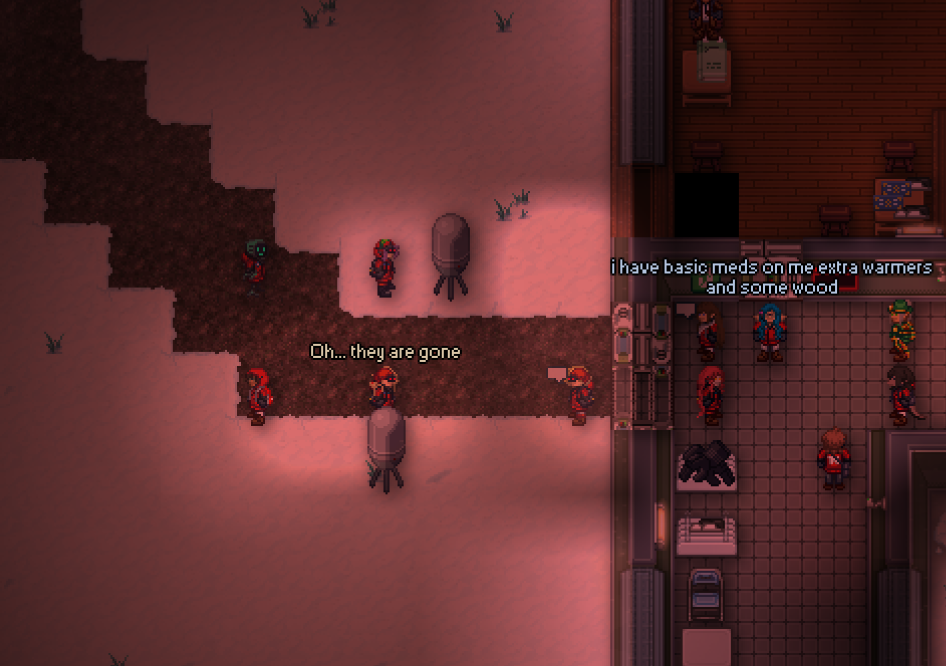 i have basic meds on me extra warmers
and some wood
Oh... they are gone